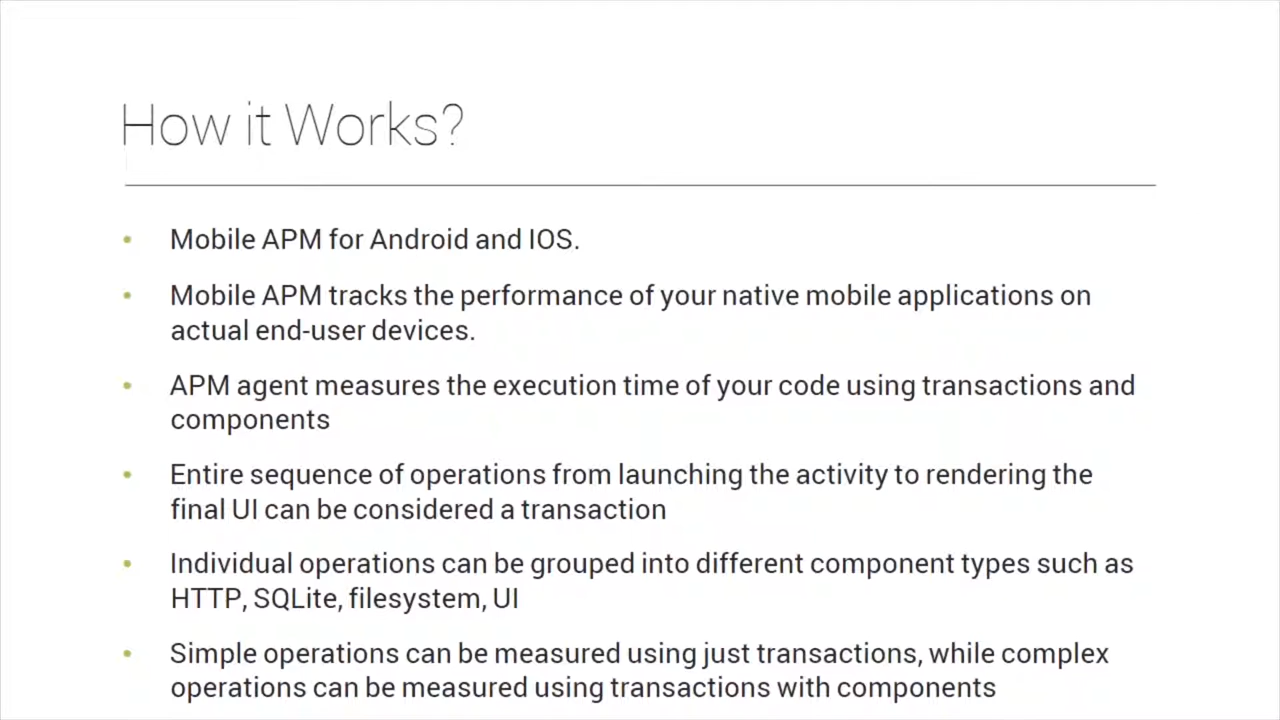 How it Works?
• Mobile APM for Android and IOS.
• Mobile APM tracks the performance of your native mobile applications on
actual end-user devices.
• APM agent measures the execution time of your code using transactions and
components
• Entire sequence of operations from launching the activity to rendering the
final UI can be considered a transaction
• Individual operations can be grouped into different component types such as
HTTP, SQLite, filesystem, UI
• Simple operations can be measured using just transactions, while complex
operations can be measured using transactions with components